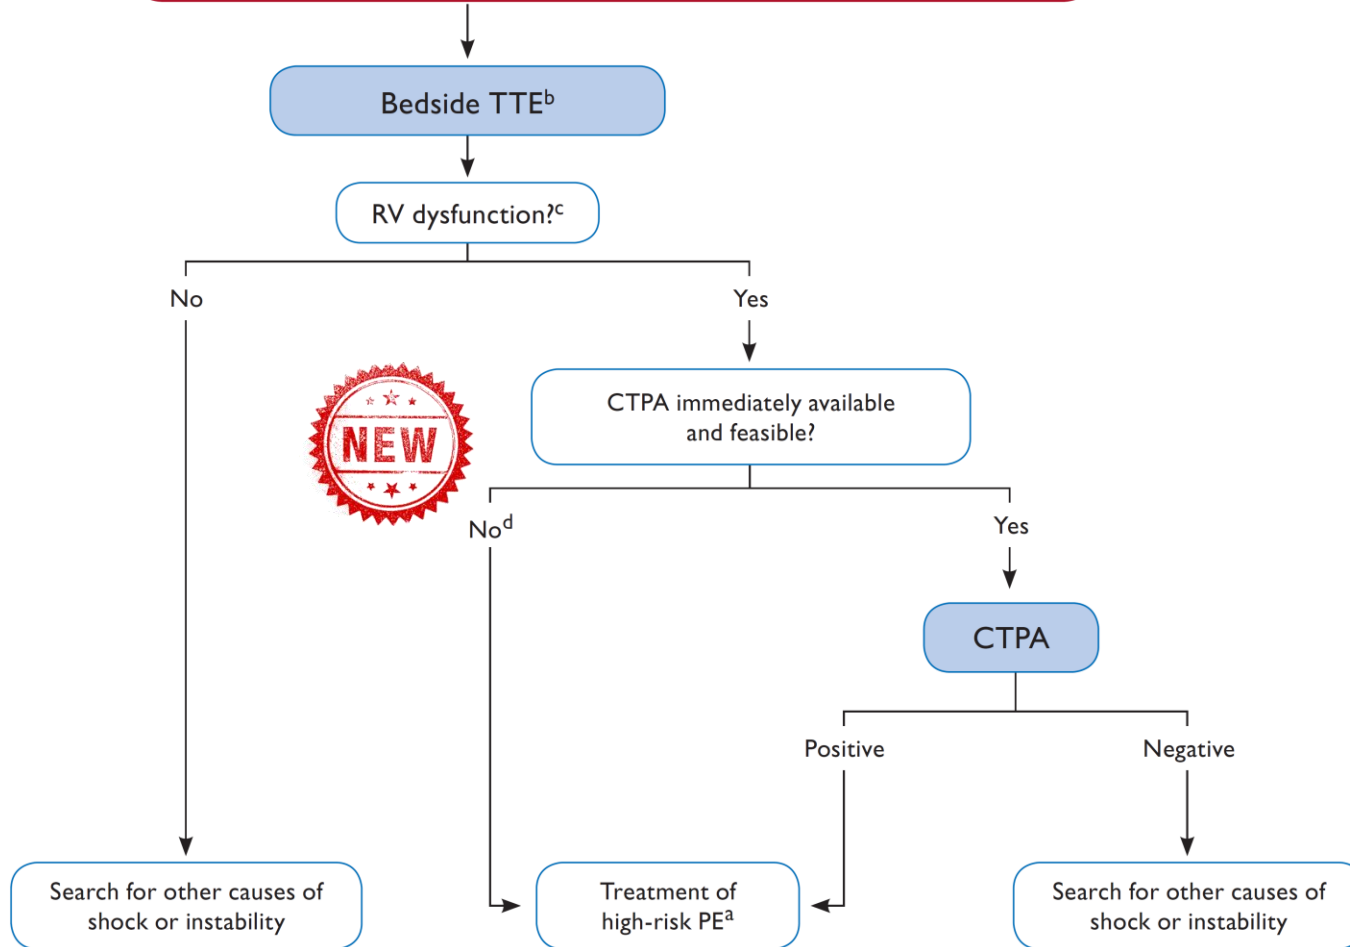 Bedside TTEᵇ
RV dysfunction?ᶜ
No
Yes
CTPA immediately available
and feasible?
NEW
Noᵈ
Yes
CTPA
Positive
Negative
Search for other causes of
shock or instability
Treatment of
high-risk PEᵃ
Search for other causes of
shock or instability